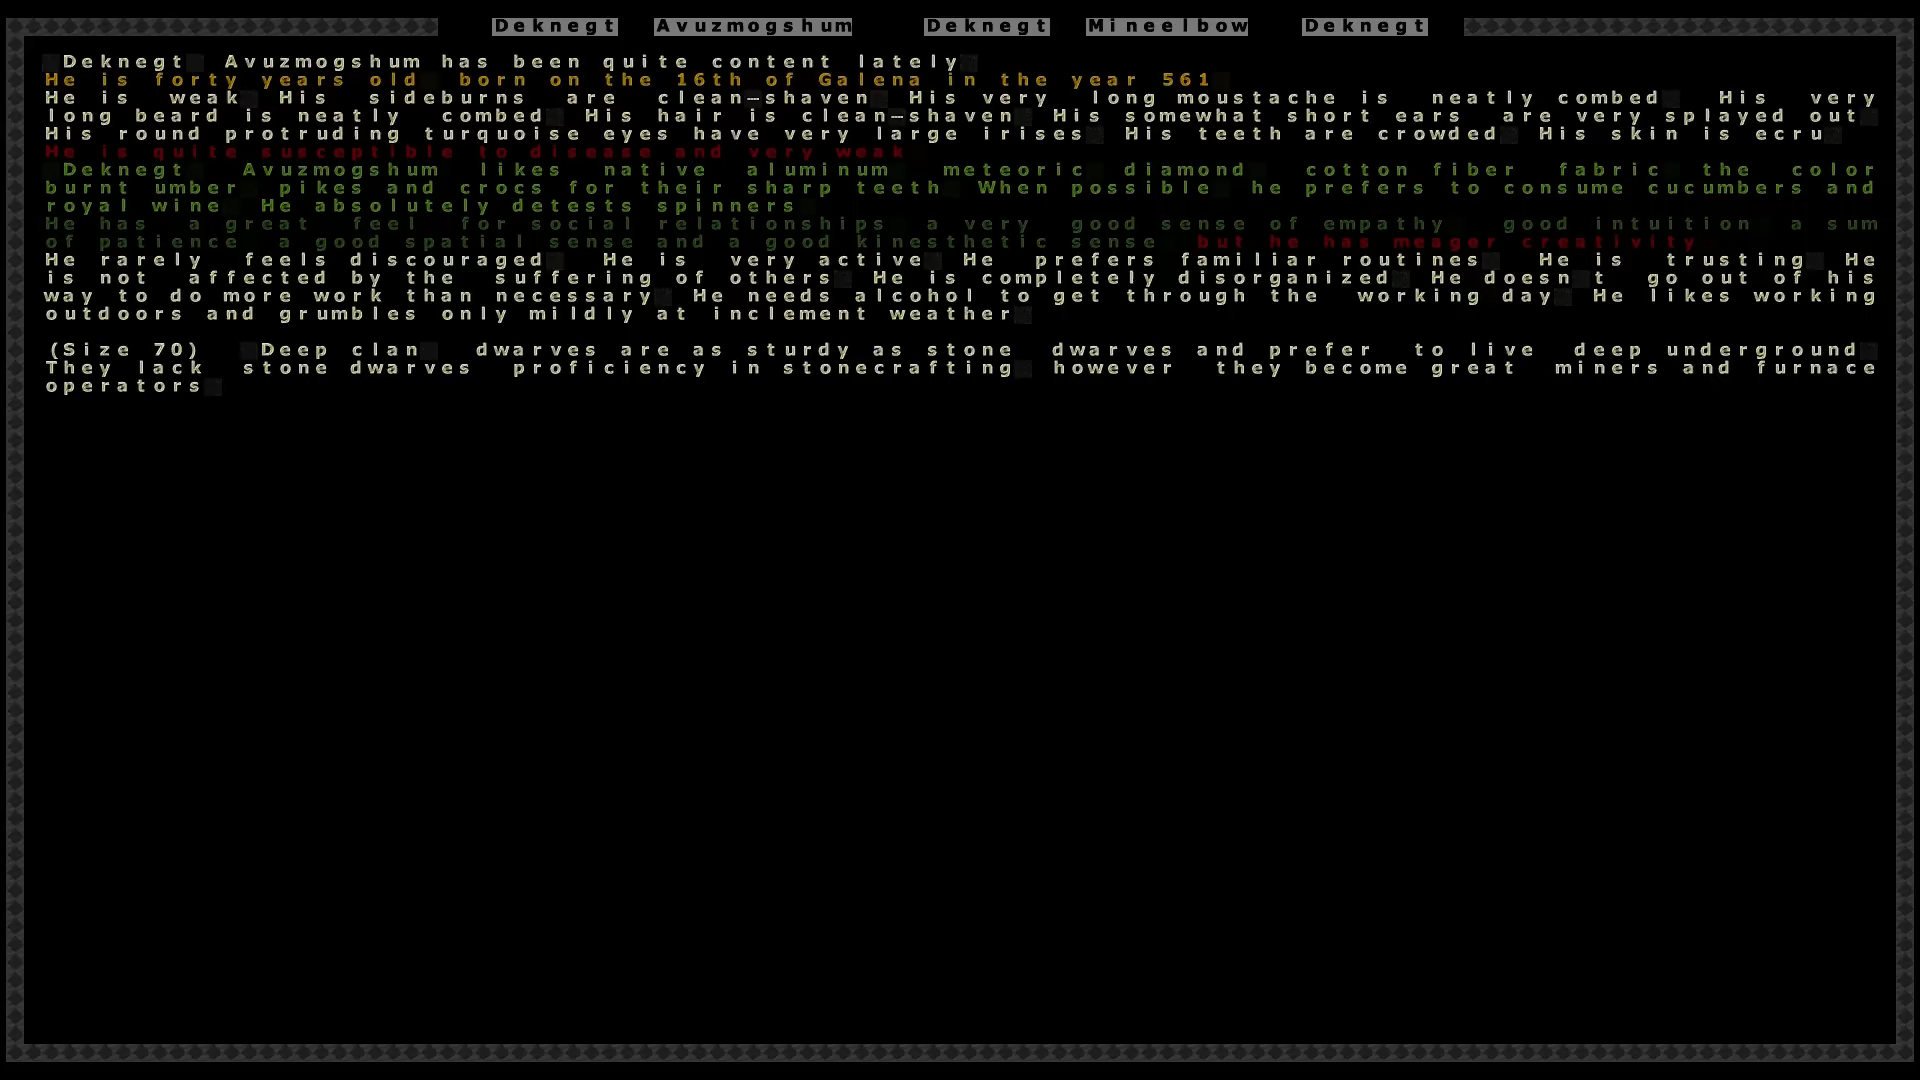 Deknegt Avuzmogshum Deknegt Mineelbow Deknegt
Deknegt Avuzmogshum has been quite content lately
He is forty years old born on the 16th of Galena in the year 561
He is weak His sideburns are clean-shaven His very long moustache is neatly combed His very
long beard is neatly combed His hair is clean-shaven His somewhat short ears are very splayed out
His round protruding turquoise eyes have very large irises His teeth are crowded His skin is ecru
He is quite susceptible to disease and very weak
Deknegt Avuzmogshum likes native aluminum meteoric diamond cotton fiber fabric the color
burnt umber pikes and crocs for their sharp teeth When possible he prefers to consume cucumbers and
royal wine He absolutely detests spinners
He has a great feel for social relationships a very good sense of empathy good intuition a sum
of patience a good spatial sense and a good kinesthetic sense but he has meager creativity
He rarely feels discouraged He is very active He prefers familiar routines He is trusting He
is not affected by the suffering of others He is completely disorganized He doesn t go out of his
way to do more work than necessary He needs alcohol to get through the working day He likes working
outdoors and grumbles only mildly at inclement weather
(Size 70) Deep clan dwarves are as sturdy as stone dwarves and prefer to live deep underground
They lack stone dwarves proficiency in stonecrafting however they become great miners and furnace
operators